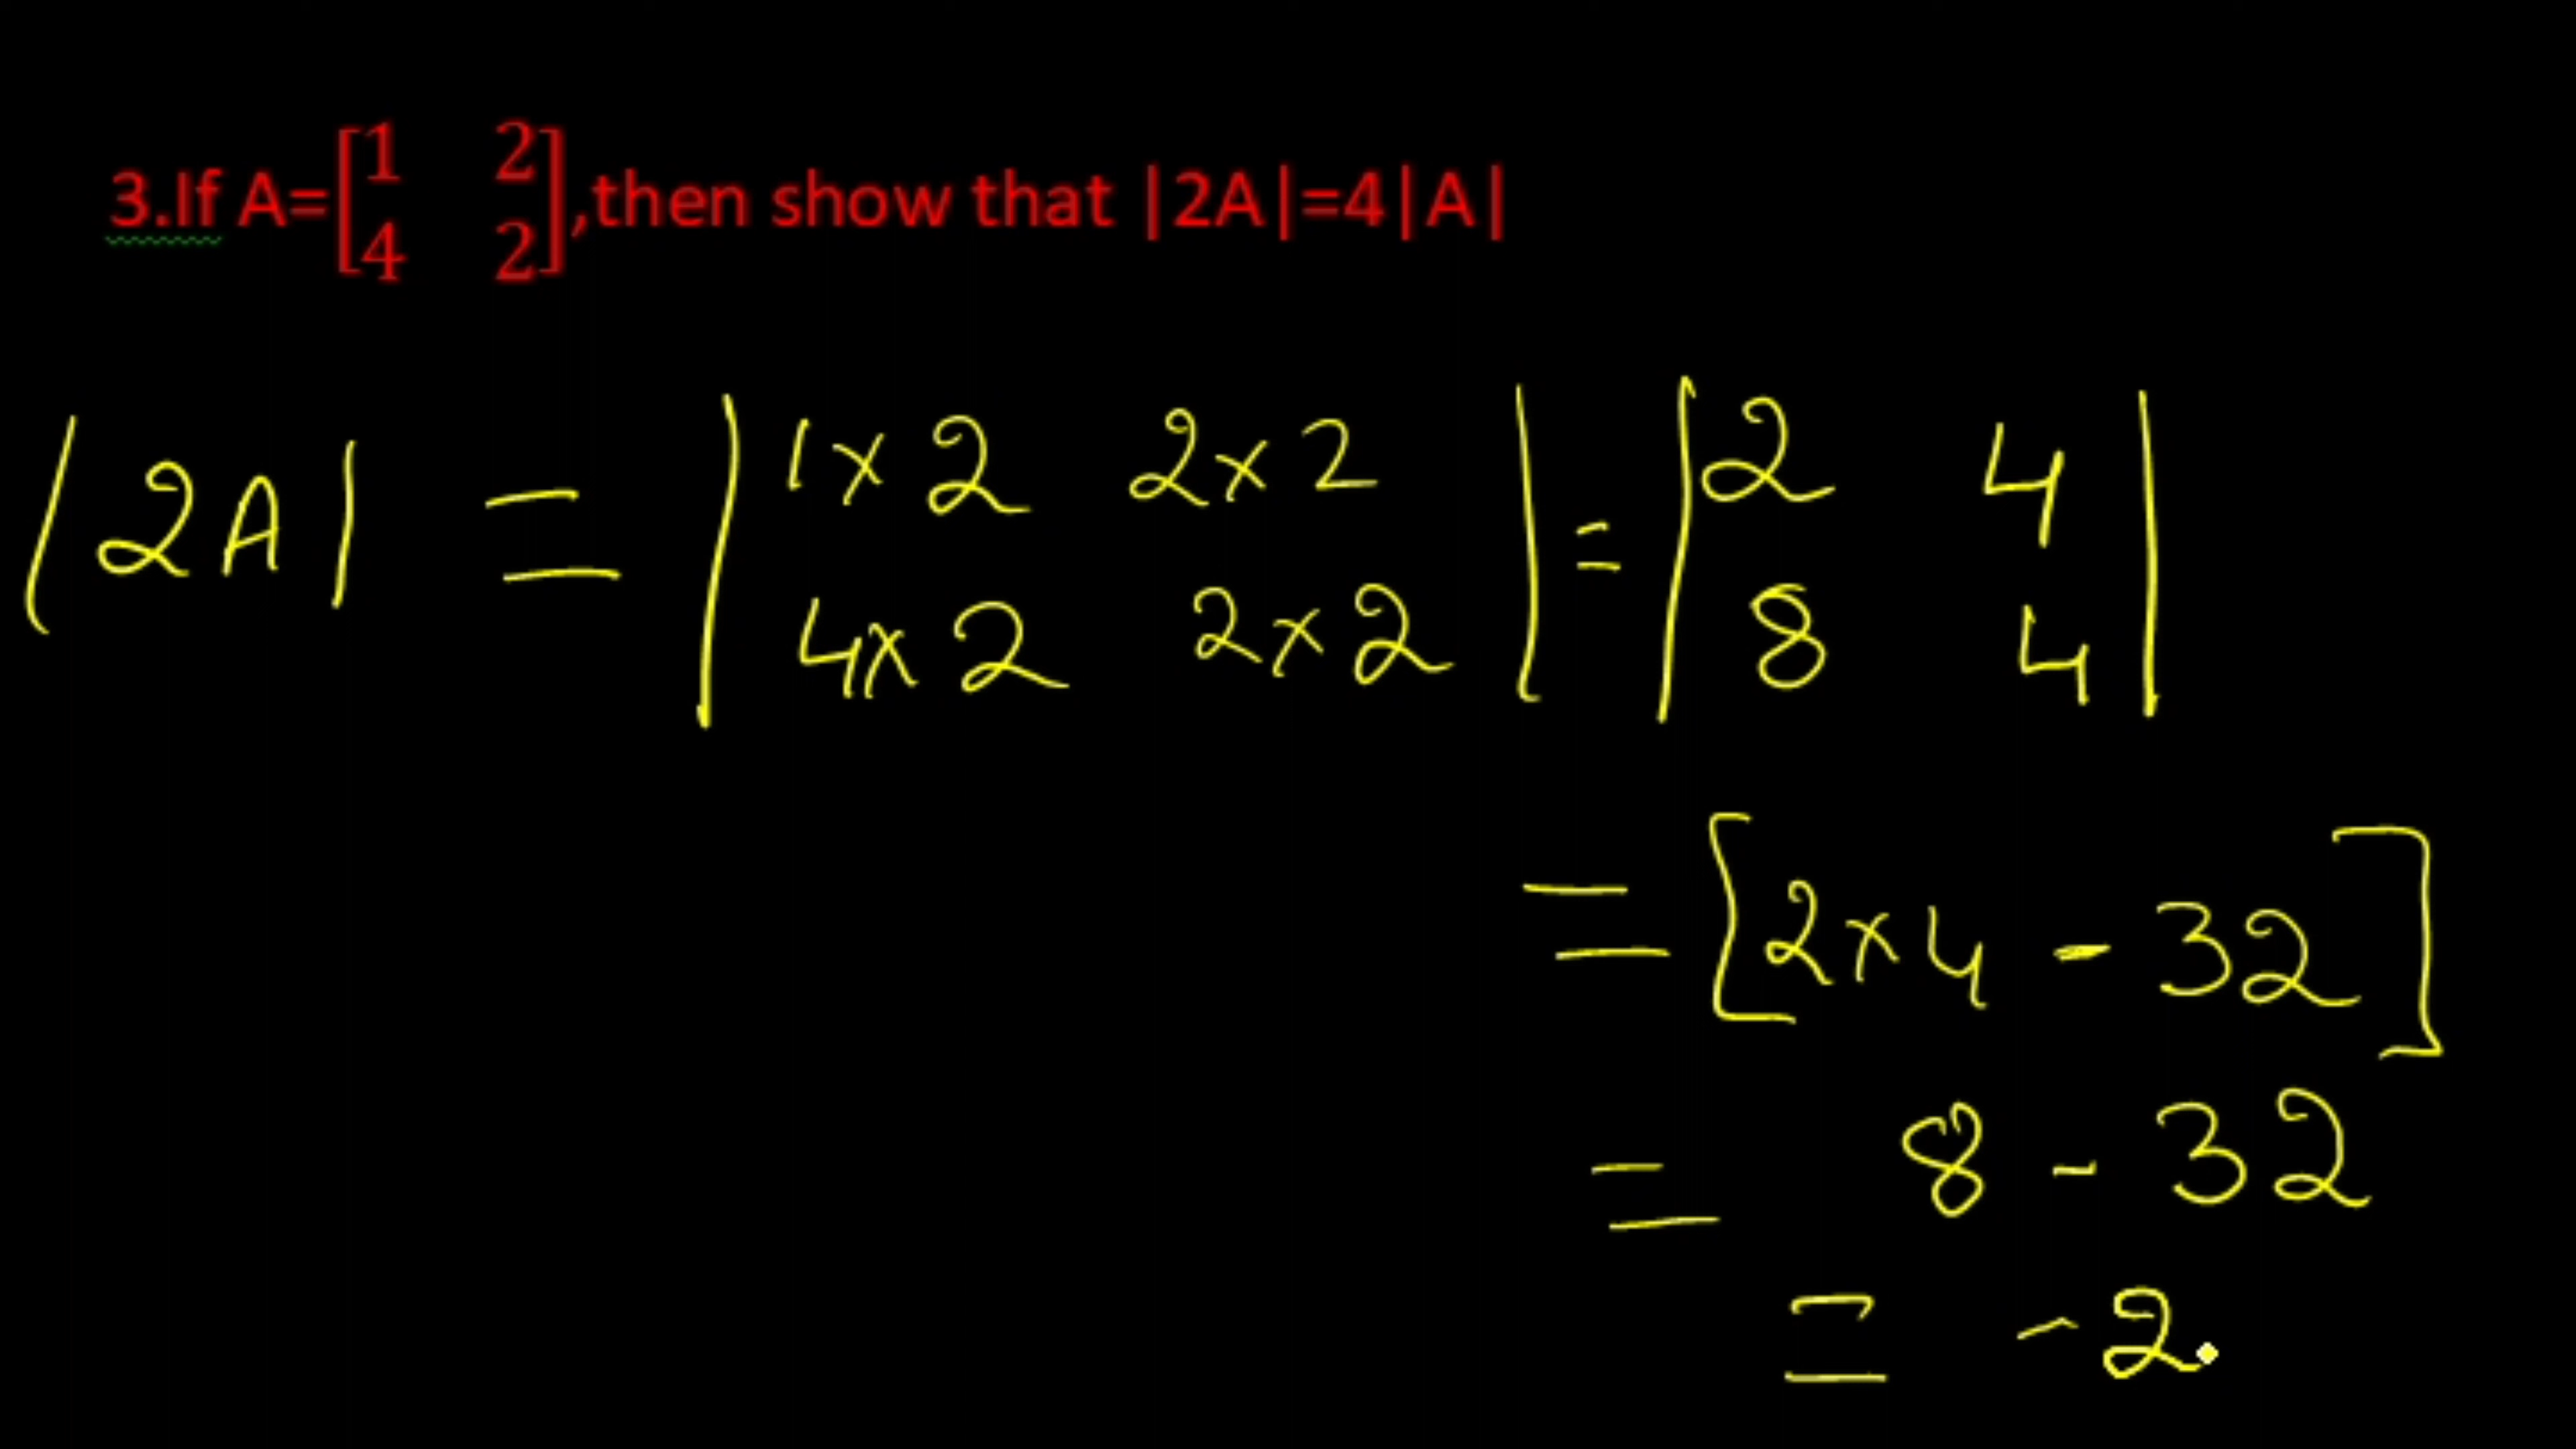 3.If A=[1 2
4 2],then show that |2A|=4|A|
|2A| = |1×2 2×2| = |2 4|
|4×2 2×2| |8 4|
= [2×4 - 32]
= 8 - 32
= -2